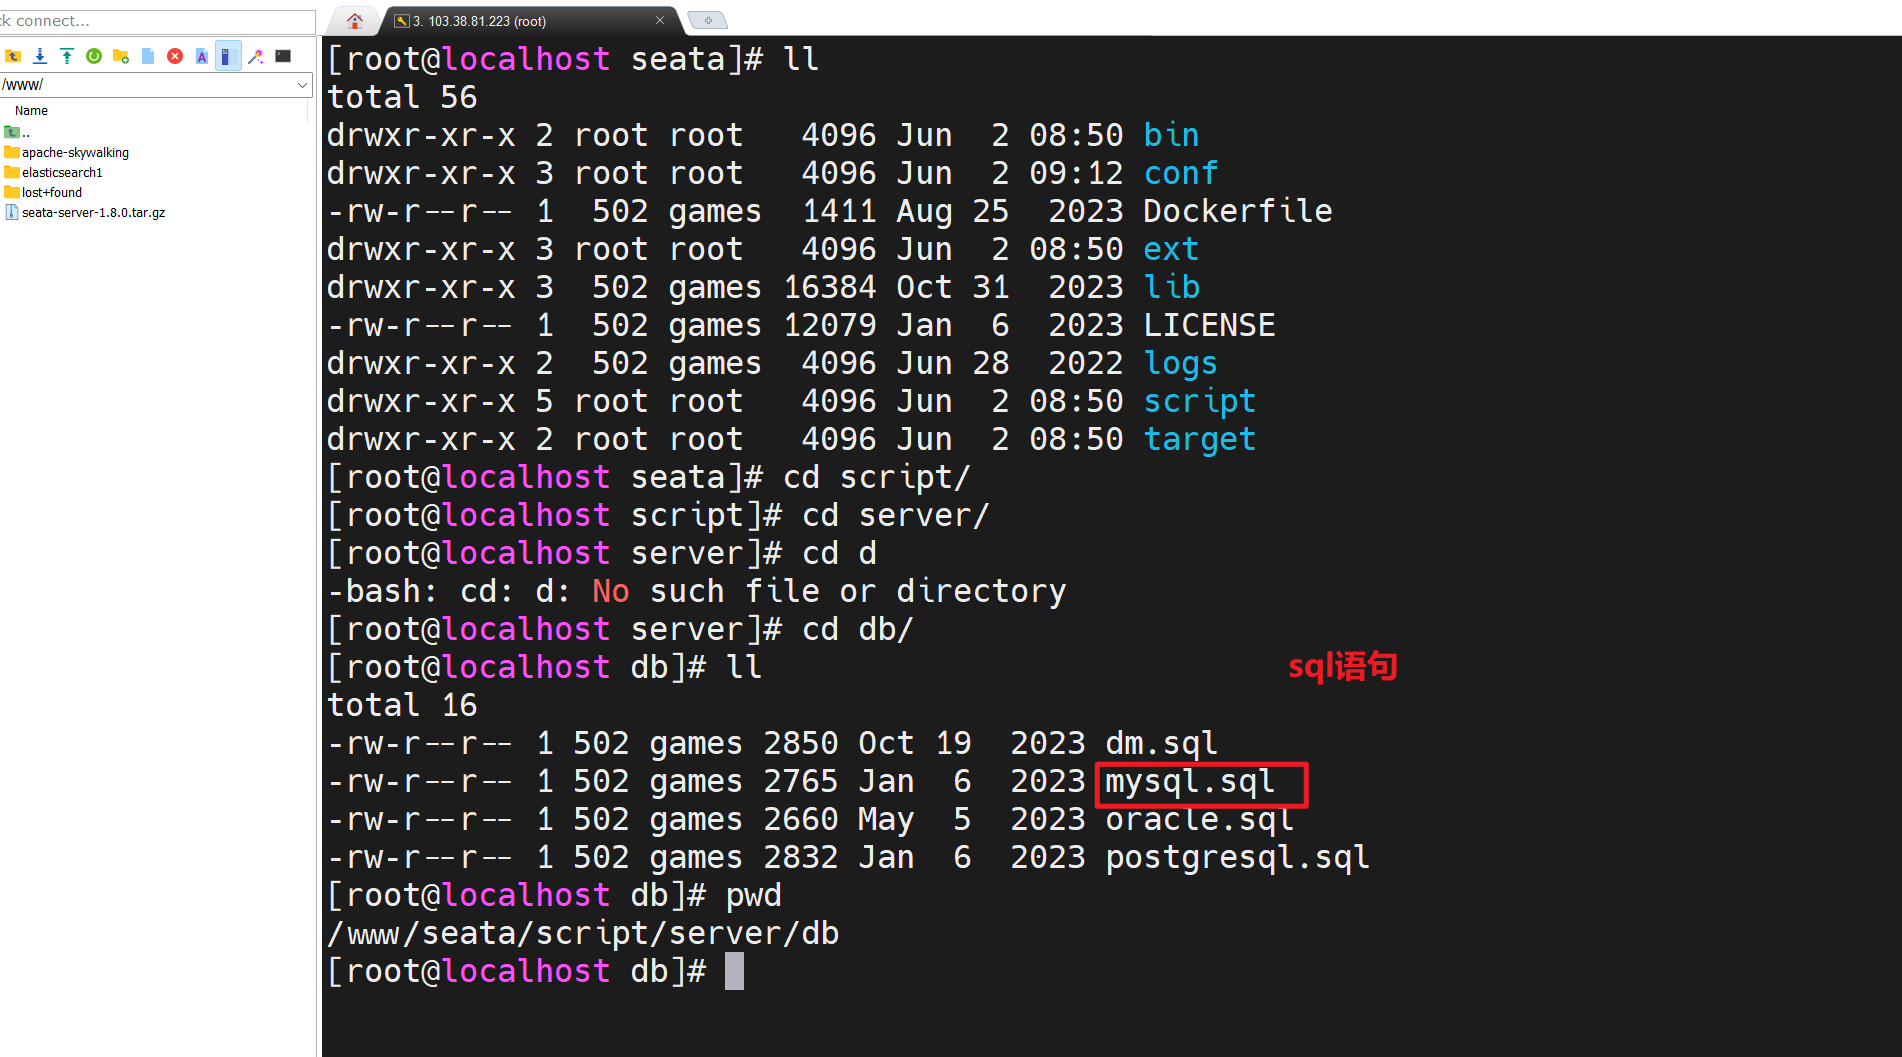 ck connect...
3. 103.38.81.223 (root)
/www/
Name
..
apache-skywalking
elasticsearch1
lost+found
seata-server-1.8.0.tar.gz
[root@localhost seata]# ll
total 56
drwxr-xr-x 2 root root   4096 Jun  2 08:50 bin
drwxr-xr-x 3 root root   4096 Jun  2 09:12 conf
-rw-r--r-- 1  502 games  1411 Aug 25  2023 Dockerfile
drwxr-xr-x 3 root root   4096 Jun  2 08:50 ext
drwxr-xr-x 3  502 games 16384 Oct 31  2023 lib
-rw-r--r-- 1  502 games 12079 Jan  6  2023 LICENSE
drwxr-xr-x 2  502 games  4096 Jun 28  2022 logs
drwxr-xr-x 5 root root   4096 Jun  2 08:50 script
drwxr-xr-x 2 root root   4096 Jun  2 08:50 target
[root@localhost seata]# cd script/
[root@localhost script]# cd server/
[root@localhost server]# cd d
-bash: cd: d: No such file or directory
[root@localhost server]# cd db/
[root@localhost db]# ll
sql语句
total 16
-rw-r--r-- 1 502 games 2850 Oct 19  2023 dm.sql
-rw-r--r-- 1 502 games 2765 Jan  6  2023 mysql.sql
-rw-r--r-- 1 502 games 2660 May  5  2023 oracle.sql
-rw-r--r-- 1 502 games 2832 Jan  6  2023 postgresql.sql
[root@localhost db]# pwd
/www/seata/script/server/db
[root@localhost db]#